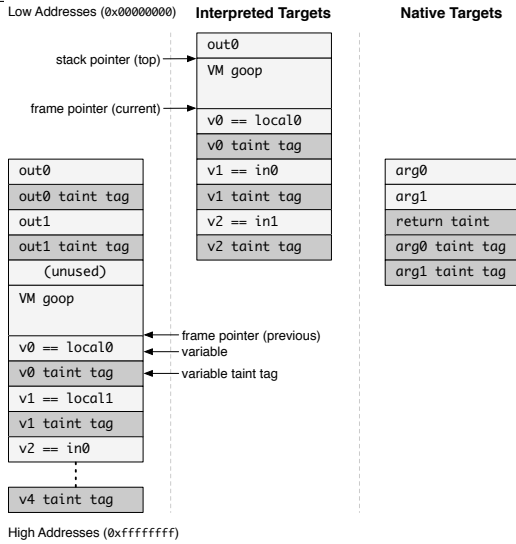 Low Addresses (0x00000000)
Interpreted Targets
Native Targets
out0
stack pointer (top)
VM goop
frame pointer (current)
v0 == local0
v0 taint tag
v1 == in0
v1 taint tag
v2 == in1
v2 taint tag
out0
out0 taint tag
out1
out1 taint tag
(unused)
VM goop
frame pointer (previous)
v0 == local0
variable
v0 taint tag
variable taint tag
v1 == local1
v1 taint tag
v2 == in0
v4 taint tag
arg0
arg1
return taint
arg0 taint tag
arg1 taint tag
High Addresses (0xffffffff)